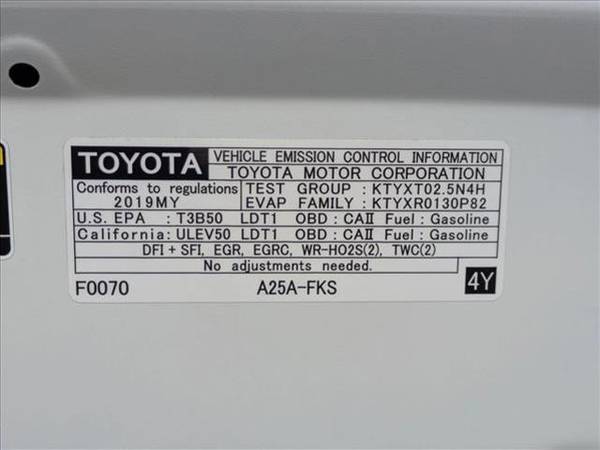 TOYOTA VEHICLE EMISSION CONTROL INFORMATION
TOYOTA MOTOR CORPORATION
Conforms to regulations TEST GROUP : KTYXT02.5N4H
2019MY EVAP FAMILY : KTYXR0130P82
U.S. EPA : T3B50 LDT1 OBD : CAⅡ Fuel : Gasoline
California: ULEV50 LDT1 OBD : CAⅡ Fuel : Gasoline
DFI + SFI, EGR, EGRC, WR-HO2S(2), TWC(2)
No adjustments needed.
F0070 A25A-FKS 4Y